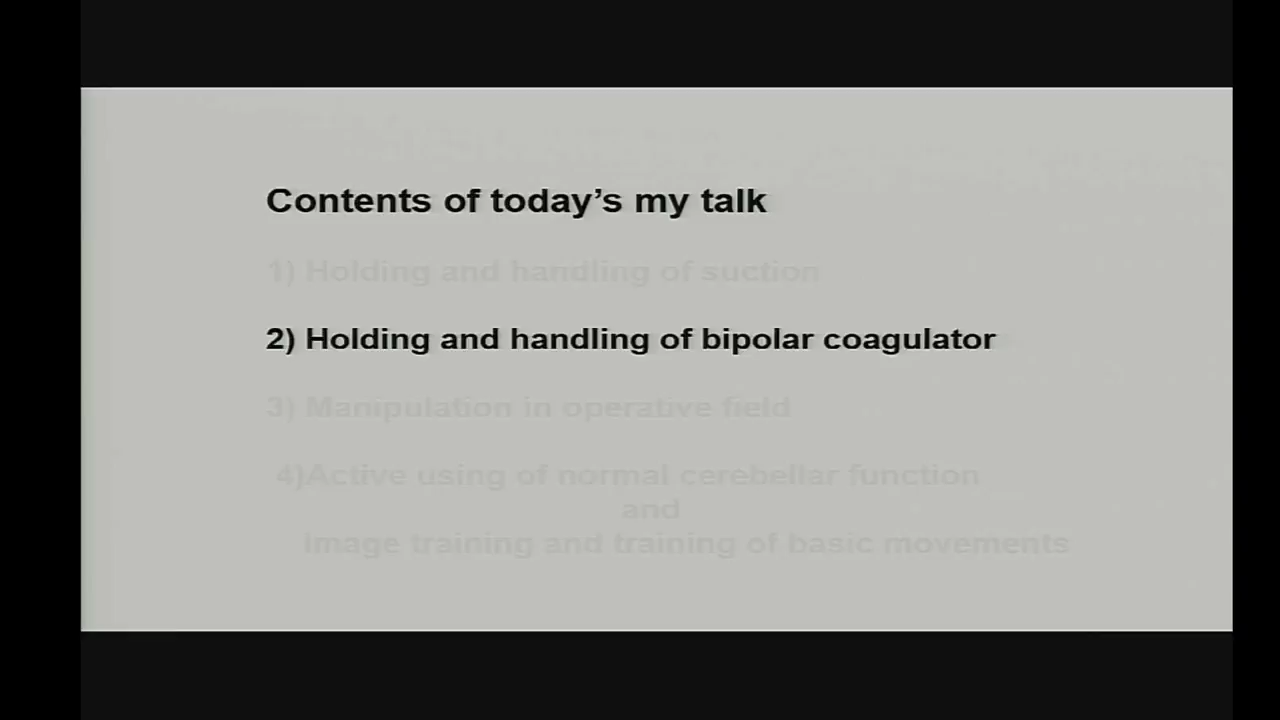 Contents of today’s my talk
1) Holding and handling of suction
2) Holding and handling of bipolar coagulator
3) Manipulation in operative field
4)Active using of normal cerebellar function
and
image training and training of basic movements